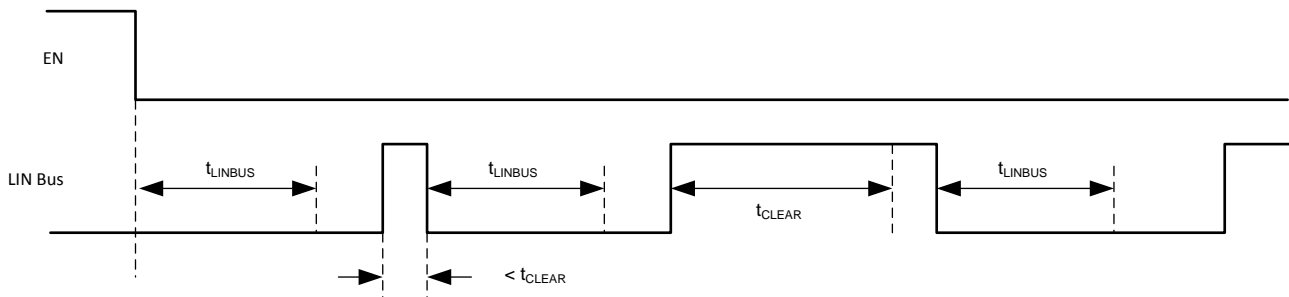 EN
LIN Bus
tLINBUS
tLINBUS
tCLEAR
tLINBUS
< tCLEAR